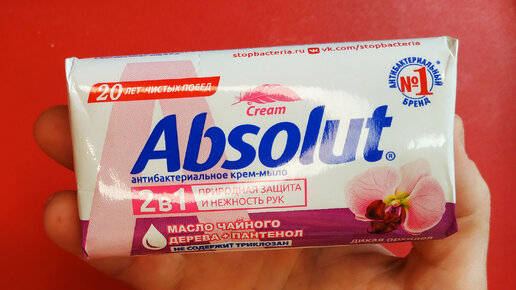 stopbacteria.ru vk.com/stopbacteria
20 ЛЕТ ЧИСТЫХ ПОБЕД
АНТИБАКТЕРИАЛЬНЫЙ
№1
БРЕНД
Cream
Absolut®
антибактериальное крем-мыло
2в1 ПРИРОДНАЯ ЗАЩИТА
И НЕЖНОСТЬ РУК
МАСЛО ЧАЙНОГО
ДЕРЕВА + ПАНТЕНОЛ
НЕ СОДЕРЖИТ ТРИКЛОЗАН
дикая орхидея